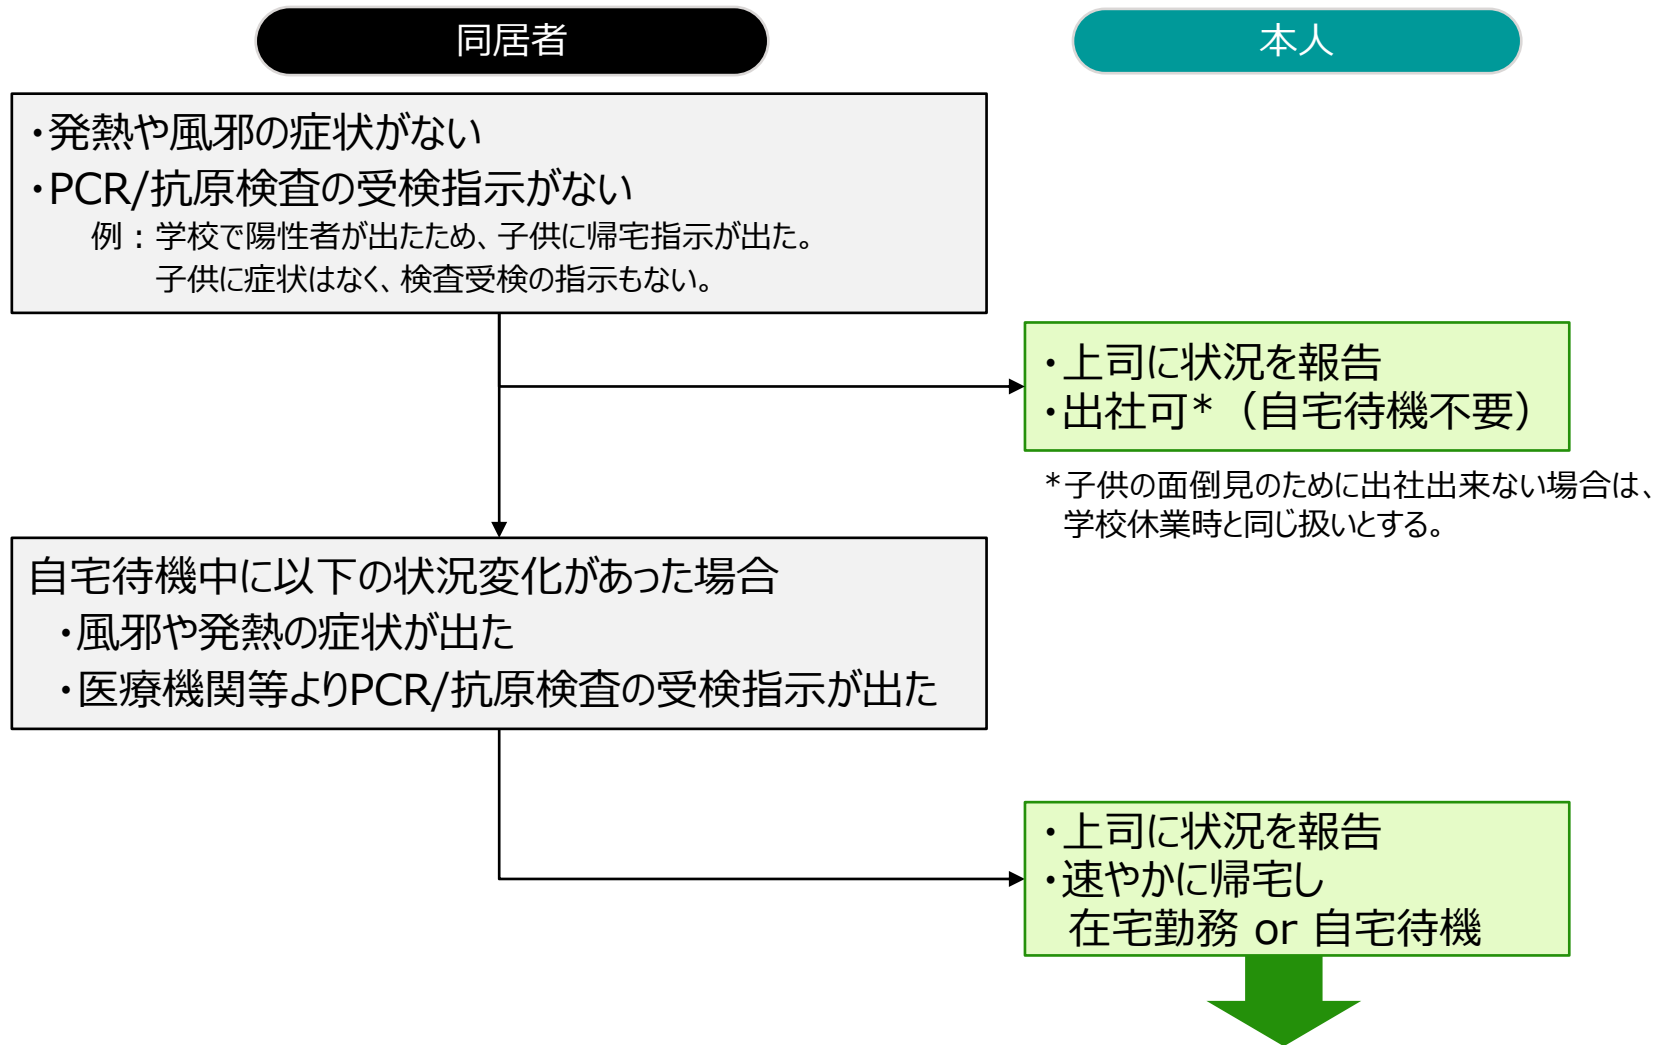 同居者
本人
・発熱や風邪の症状がない
・PCR/抗原検査の受検指示がない
例：学校で陽性者が出たため、子供に帰宅指示が出た。
子供に症状はなく、検査受検の指示もない。
・上司に状況を報告
・出社可*（自宅待機不要）
*子供の面倒見のために出社出来ない場合は、
学校休業時と同じ扱いとする。
自宅待機中に以下の状況変化があった場合
・風邪や発熱の症状が出た
・医療機関等よりPCR/抗原検査の受検指示が出た
・上司に状況を報告
・速やかに帰宅し
在宅勤務 or 自宅待機